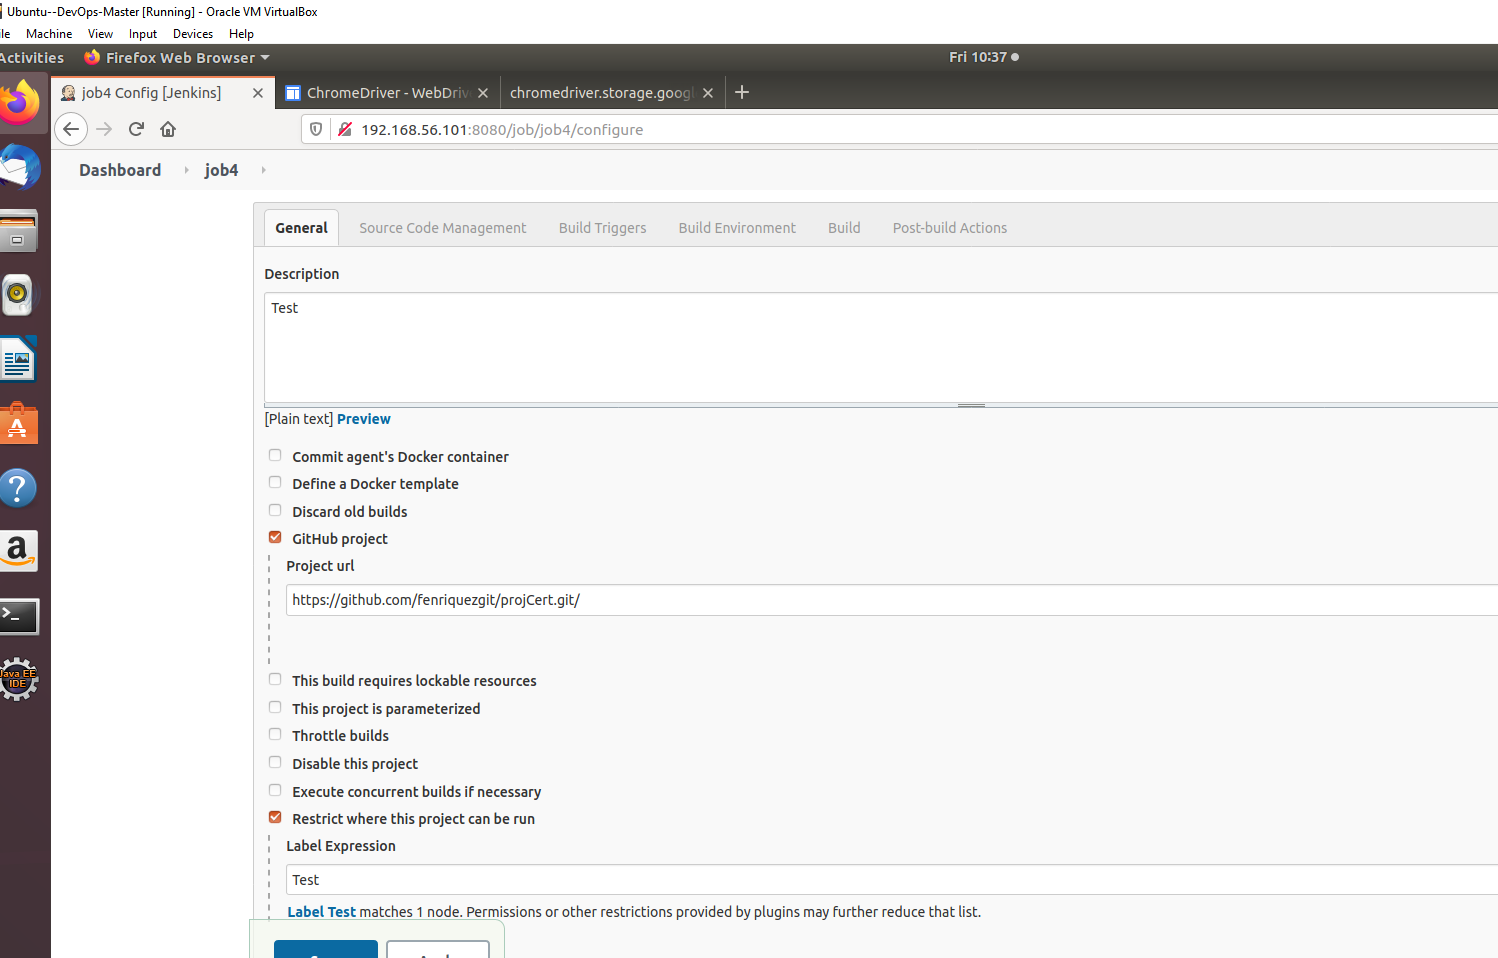 Ubuntu--DevOps-Master [Running] - Oracle VM VirtualBox
Machine View Input Devices Help
Activities Firefox Web Browser Fri 10:37
job4 Config [Jenkins] ChromeDriver - WebDriv chromedriver.storage.googl
192.168.56.101:8080/job/job4/configure
Dashboard job4
General Source Code Management Build Triggers Build Environment Build Post-build Actions
Description
Test
[Plain text] Preview
Commit agent's Docker container
Define a Docker template
Discard old builds
GitHub project
Project url
https://github.com/fenriquezgit/projCert.git/
This build requires lockable resources
This project is parameterized
Throttle builds
Disable this project
Execute concurrent builds if necessary
Restrict where this project can be run
Label Expression
Test
Label Test matches 1 node. Permissions or other restrictions provided by plugins may further reduce that list.
Java EE
IDE